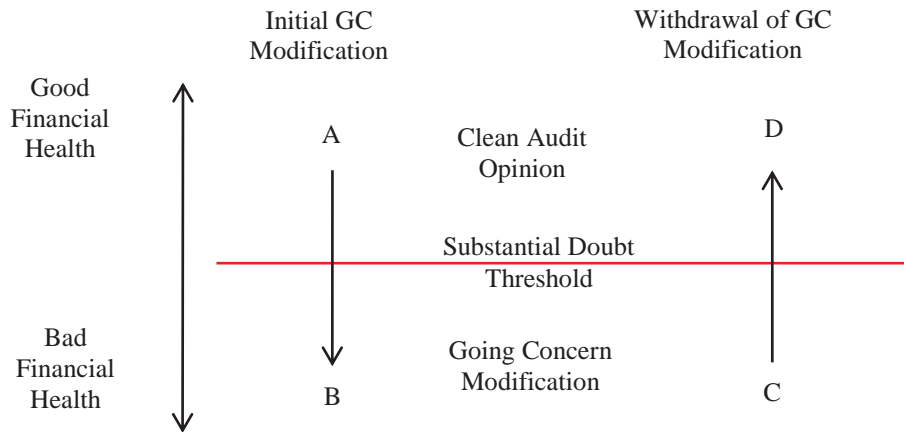 Initial GC
Modification
Withdrawal of GC
Modification
Good
Financial
Health
A
Clean Audit
Opinion
D
Substantial Doubt
Threshold
Bad
Financial
Health
B
Going Concern
Modification
C